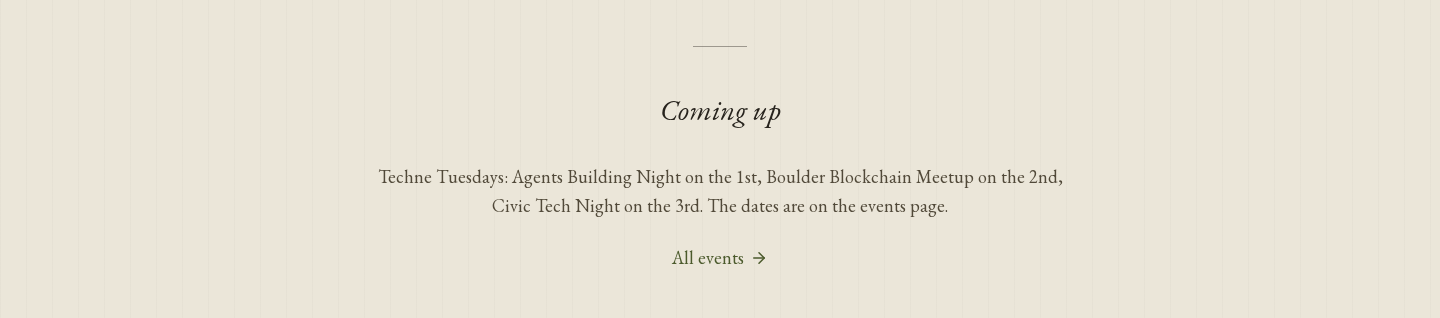 Coming up
Techne Tuesdays: Agents Building Night on the 1st, Boulder Blockchain Meetup on the 2nd,
Civic Tech Night on the 3rd. The dates are on the events page.
All events →